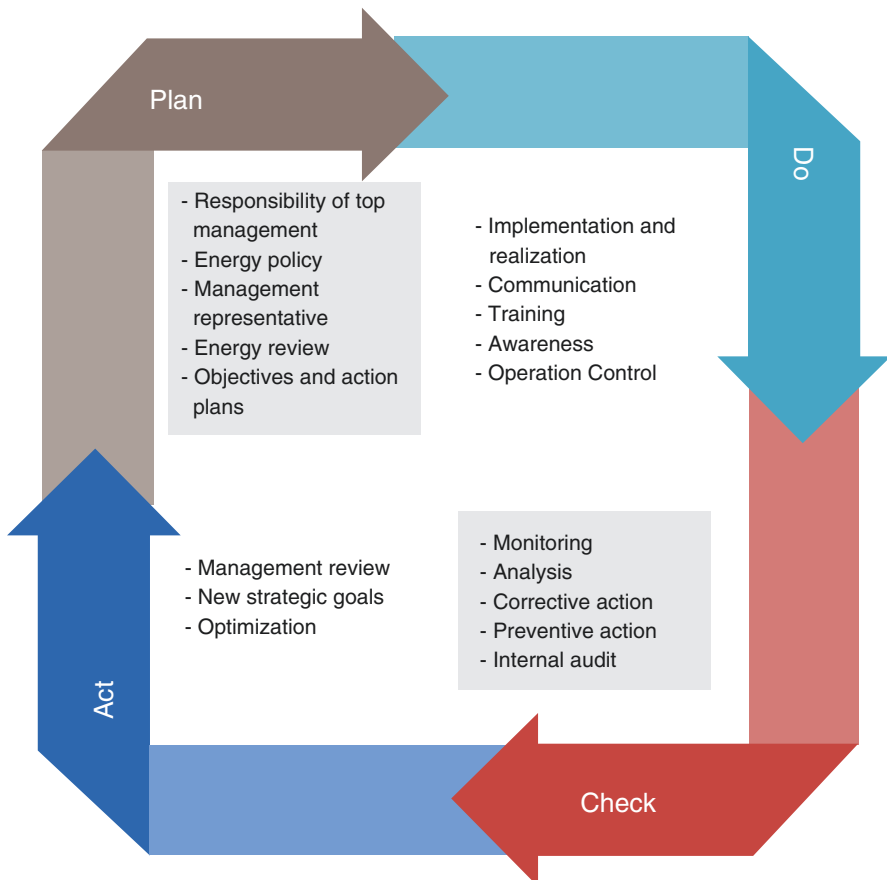 Plan
- Responsibility of top
management
- Energy policy
- Management
representative
- Energy review
- Objectives and action
plans
Do
- Implementation and
realization
- Communication
- Training
- Awareness
- Operation Control
Check
- Monitoring
- Analysis
- Corrective action
- Preventive action
- Internal audit
Act
- Management review
- New strategic goals
- Optimization